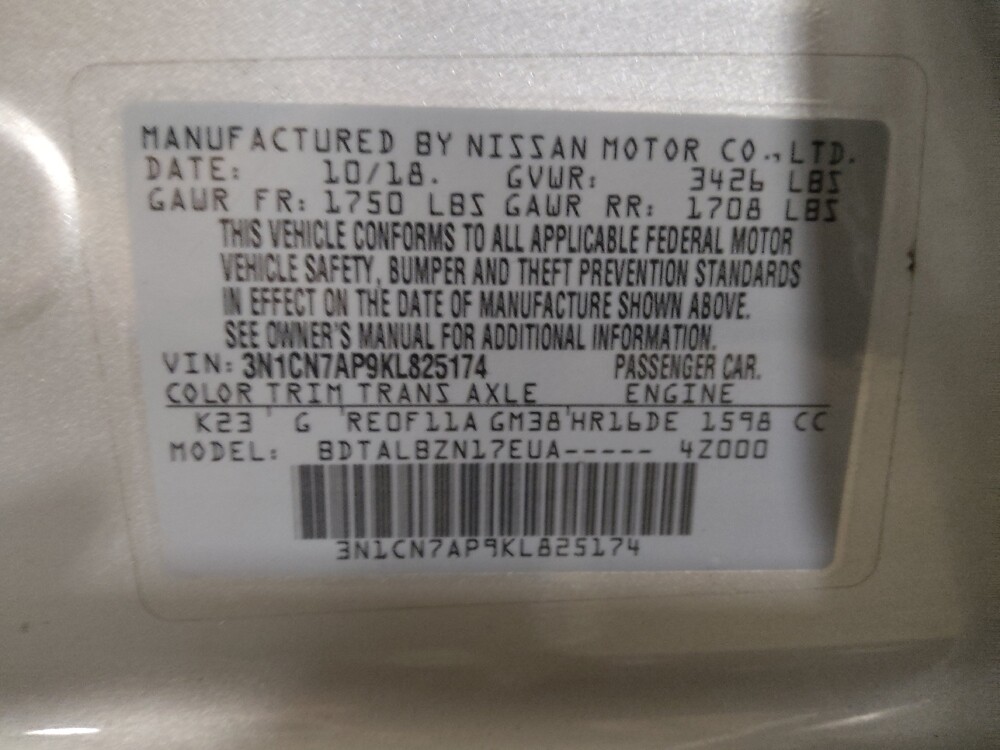 MANUFACTURED BY NISSAN MOTOR CO., LTD.
DATE: 10/18. GVWR: 3426 LBS
GAWR FR: 1750 LBS GAWR RR: 1708 LBS
THIS VEHICLE CONFORMS TO ALL APPLICABLE FEDERAL MOTOR
VEHICLE SAFETY, BUMPER AND THEFT PREVENTION STANDARDS
IN EFFECT ON THE DATE OF MANUFACTURE SHOWN ABOVE.
SEE OWNER'S MANUAL FOR ADDITIONAL INFORMATION.
VIN: 3N1CN7AP9KL825174 PASSENGER CAR.
COLOR TRIM TRANS AXLE ENGINE
K23 G RE0F11A GM38 HR16DE 1598 CC
MODEL: BDTALBZN17EUA----- 4Z000
3N1CN7AP9KL825174